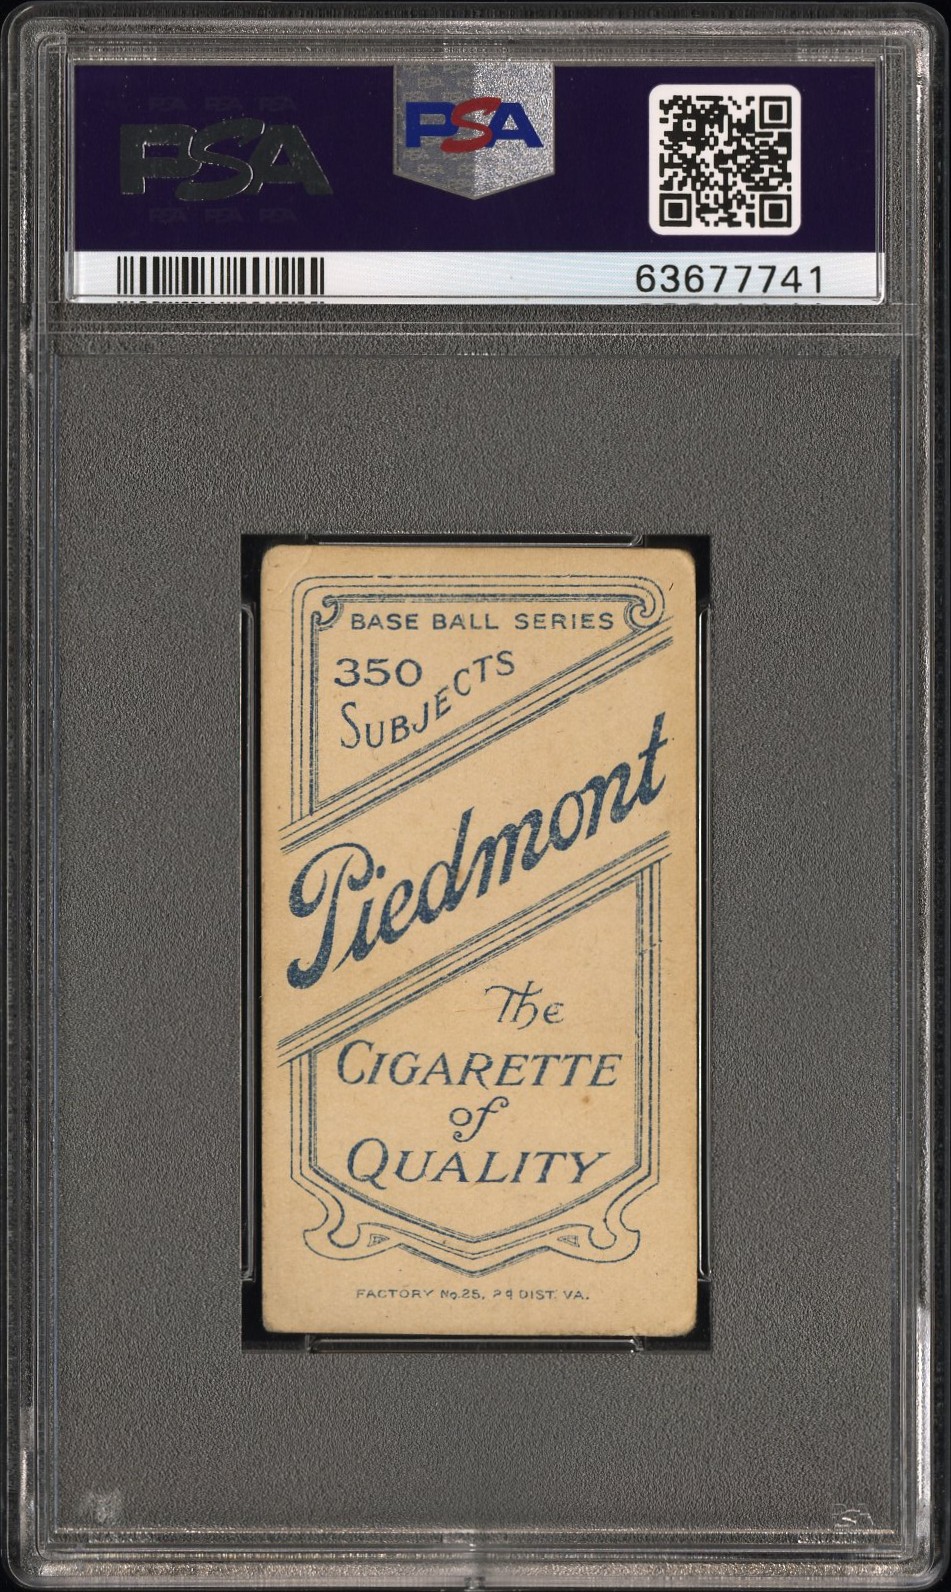 PSA
PSA
63677741
BASE BALL SERIES
350
SUBJECTS
Piedmont
The
CIGARETTE
of
QUALITY
FACTORY No. 25, 2d DIST. VA.